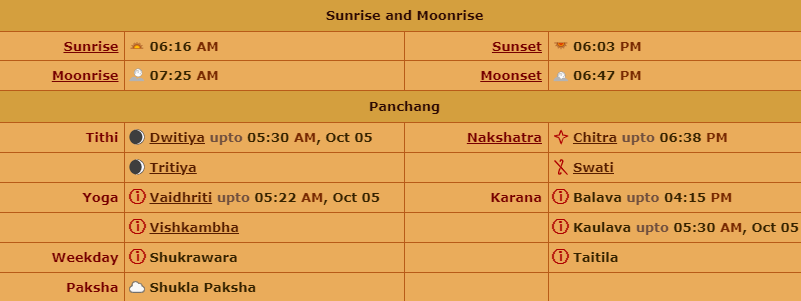 Sunrise and Moonrise
Sunrise 06:16 AM Sunset 06:03 PM
Moonrise 07:25 AM Moonset 06:47 PM
Panchang
Tithi Dwitiya upto 05:30 AM, Oct 05 Nakshatra Chitra upto 06:38 PM
Tritiya Swati
Yoga Vaidhriti upto 05:22 AM, Oct 05 Karana Balava upto 04:15 PM
Vishkambha Kaulava upto 05:30 AM, Oct 05
Weekday Shukrawara Taitila
Paksha Shukla Paksha